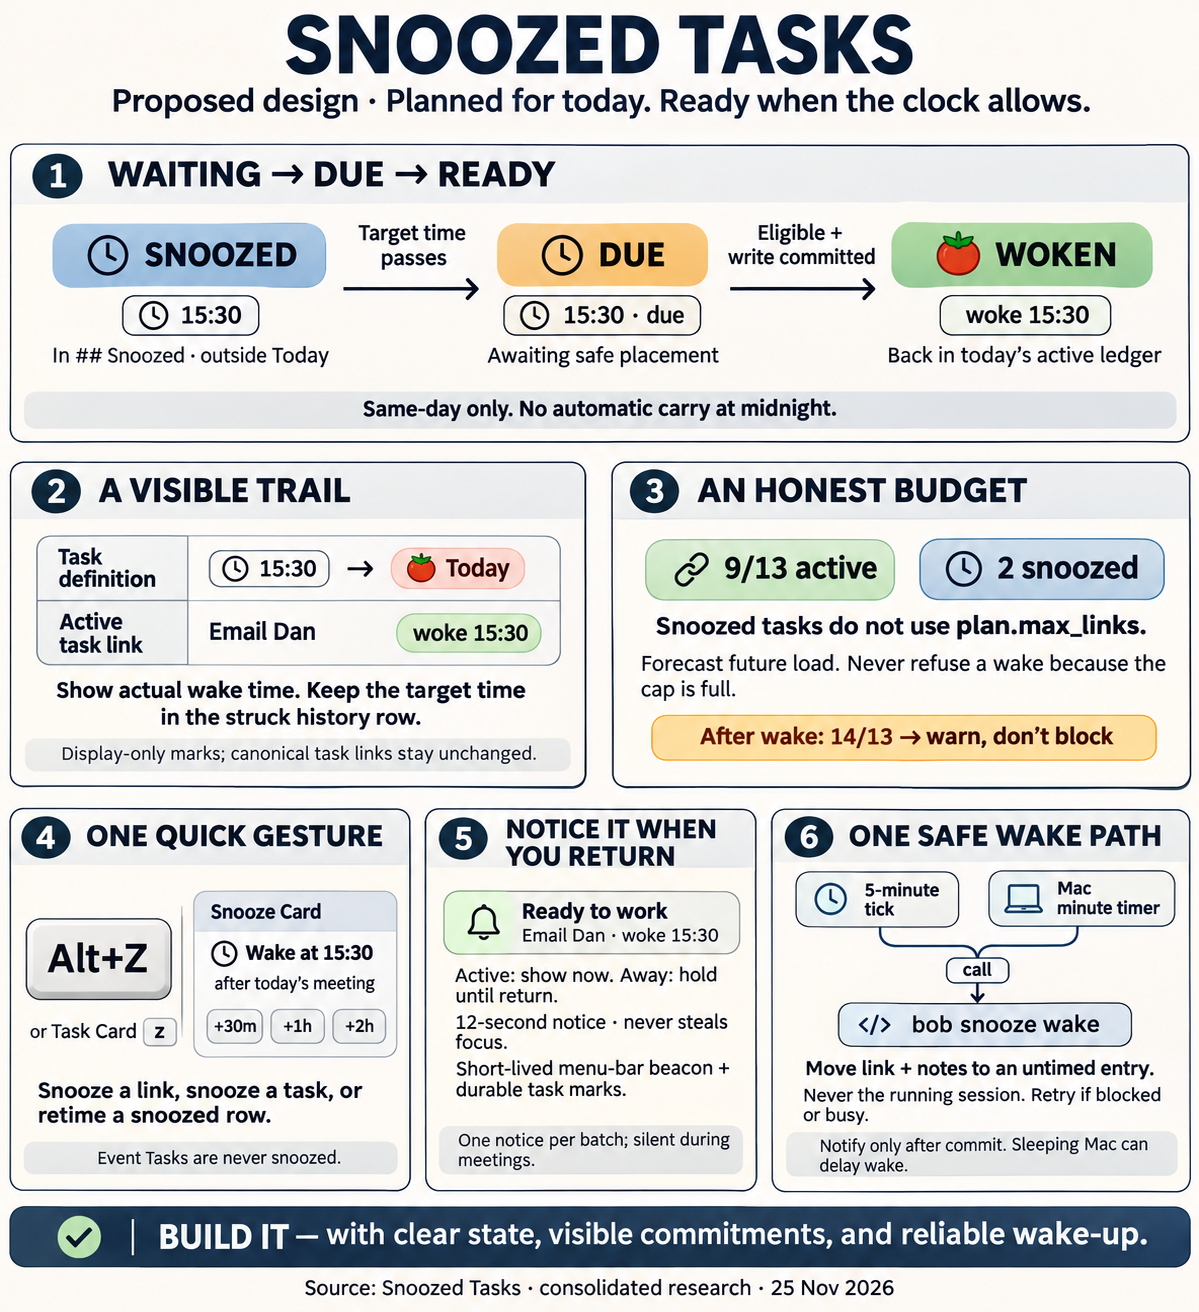 SNOOZED TASKS
Proposed design · Planned for today. Ready when the clock allows.
1 WAITING → DUE → READY
SNOOZED
Target time
passes
DUE
Eligible +
write committed
WOKEN
15:30
15:30 · due
woke 15:30
In ## Snoozed · outside Today
Awaiting safe placement
Back in today’s active ledger
Same-day only. No automatic carry at midnight.
2 A VISIBLE TRAIL
Task
definition
15:30 → Today
Active
task link
Email Dan
woke 15:30
Show actual wake time. Keep the target time
in the struck history row.
Display-only marks; canonical task links stay unchanged.
3 AN HONEST BUDGET
9/13 active
2 snoozed
Snoozed tasks do not use plan.max_links.
Forecast future load. Never refuse a wake because the
cap is full.
After wake: 14/13 → warn, don’t block
4 ONE QUICK GESTURE
Alt+Z
or Task Card z
Snooze Card
Wake at 15:30
after today’s meeting
+30m +1h +2h
Snooze a link, snooze a task, or
retime a snoozed row.
Event Tasks are never snoozed.
5 NOTICE IT WHEN
YOU RETURN
Ready to work
Email Dan · woke 15:30
Active: show now. Away: hold
until return.
12-second notice · never steals
focus.
Short-lived menu-bar beacon +
durable task marks.
One notice per batch; silent during
meetings.
6 ONE SAFE WAKE PATH
5-minute
tick
Mac
minute timer
call
</> bob snooze wake
Move link + notes to an untimed entry.
Never the running session. Retry if blocked
or busy.
Notify only after commit. Sleeping Mac can
delay wake.
BUILD IT — with clear state, visible commitments, and reliable wake-up.
Source: Snoozed Tasks · consolidated research · 25 Nov 2026